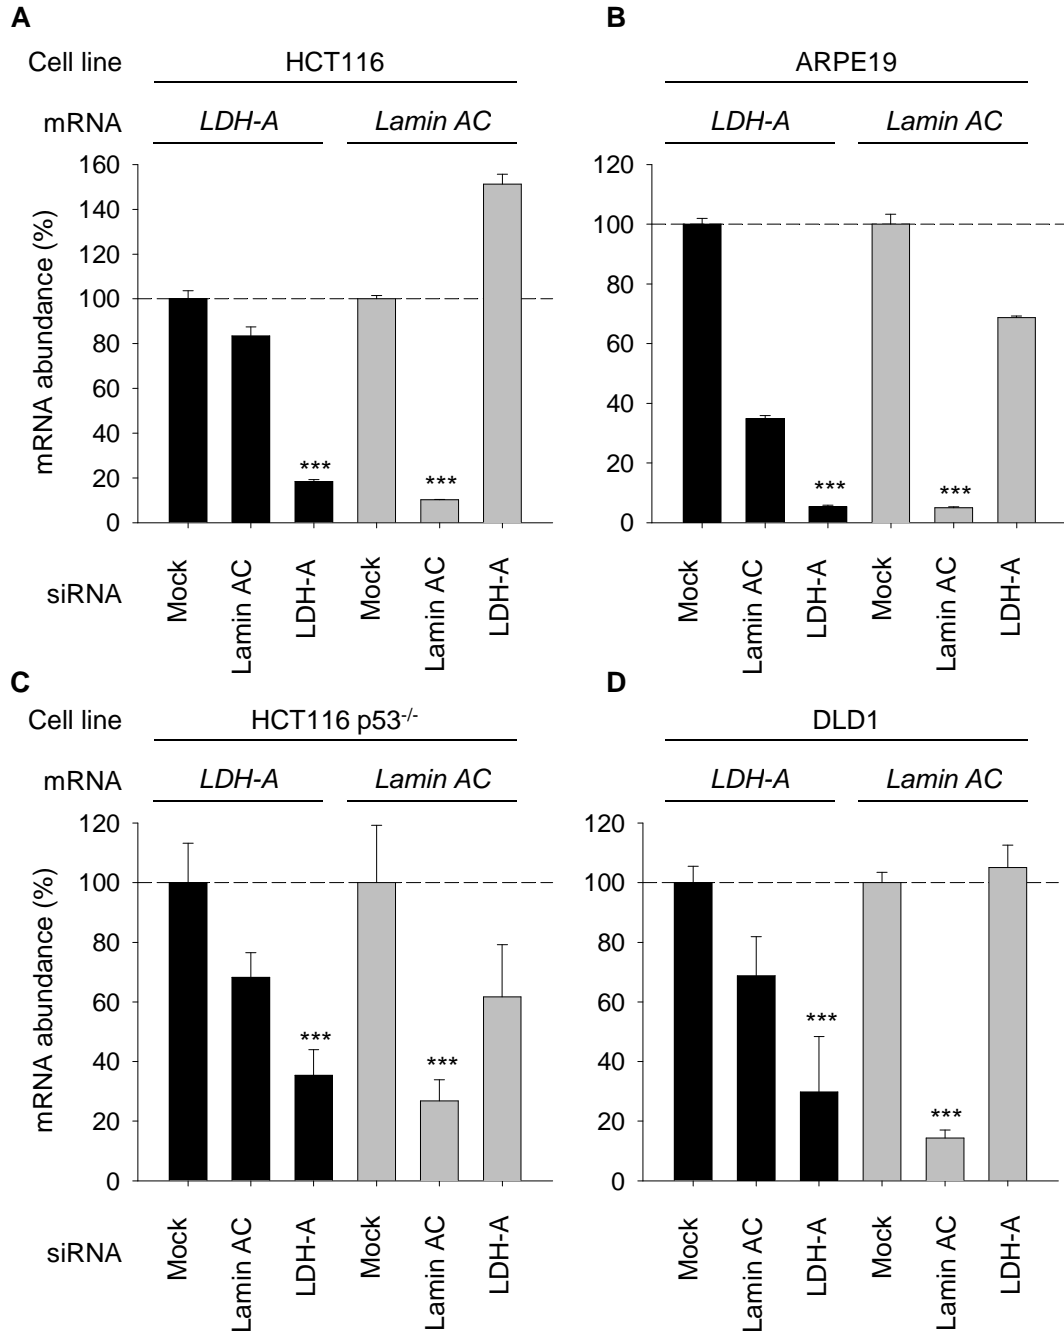 A
Cell line HCT116
mRNA LDH-A Lamin AC
mRNA abundance (%)
160
140
120
100
80
60
40
20
0
*** ***
siRNA Mock Lamin AC LDH-A Mock Lamin AC LDH-A
B
ARPE19
LDH-A Lamin AC
120
100
80
60
40
20
0
*** ***
Mock Lamin AC LDH-A Mock Lamin AC LDH-A
C
Cell line HCT116 p53-/-
mRNA LDH-A Lamin AC
mRNA abundance (%)
120
100
80
60
40
20
0
*** ***
siRNA Mock Lamin AC LDH-A Mock Lamin AC LDH-A
D
DLD1
LDH-A Lamin AC
120
100
80
60
40
20
0
*** ***
Mock Lamin AC LDH-A Mock Lamin AC LDH-A